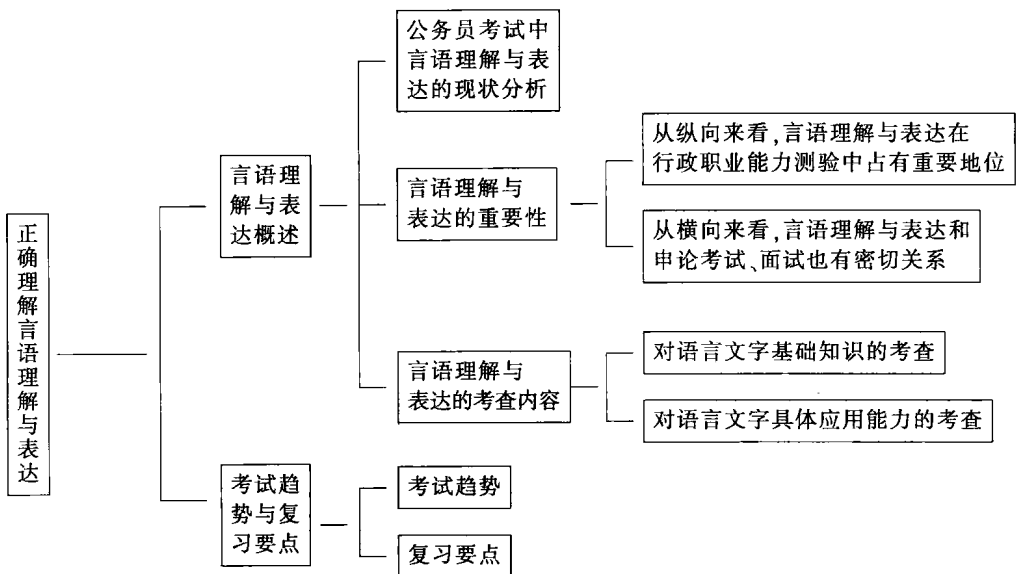 正确理解言语理解与表达
言语理
解与表
达概述
公务员考试中
言语理解与表
达的现状分析
言语理解与
表达的重要性
从纵向来看,言语理解与表达在
行政职业能力测验中占有重要地位
从横向来看,言语理解与表达和
申论考试、面试也有密切关系
言语理解与
表达的考查内容
对语言文字基础知识的考查
对语言文字具体应用能力的考查
考试趋
势与复
习要点
考试趋势
复习要点